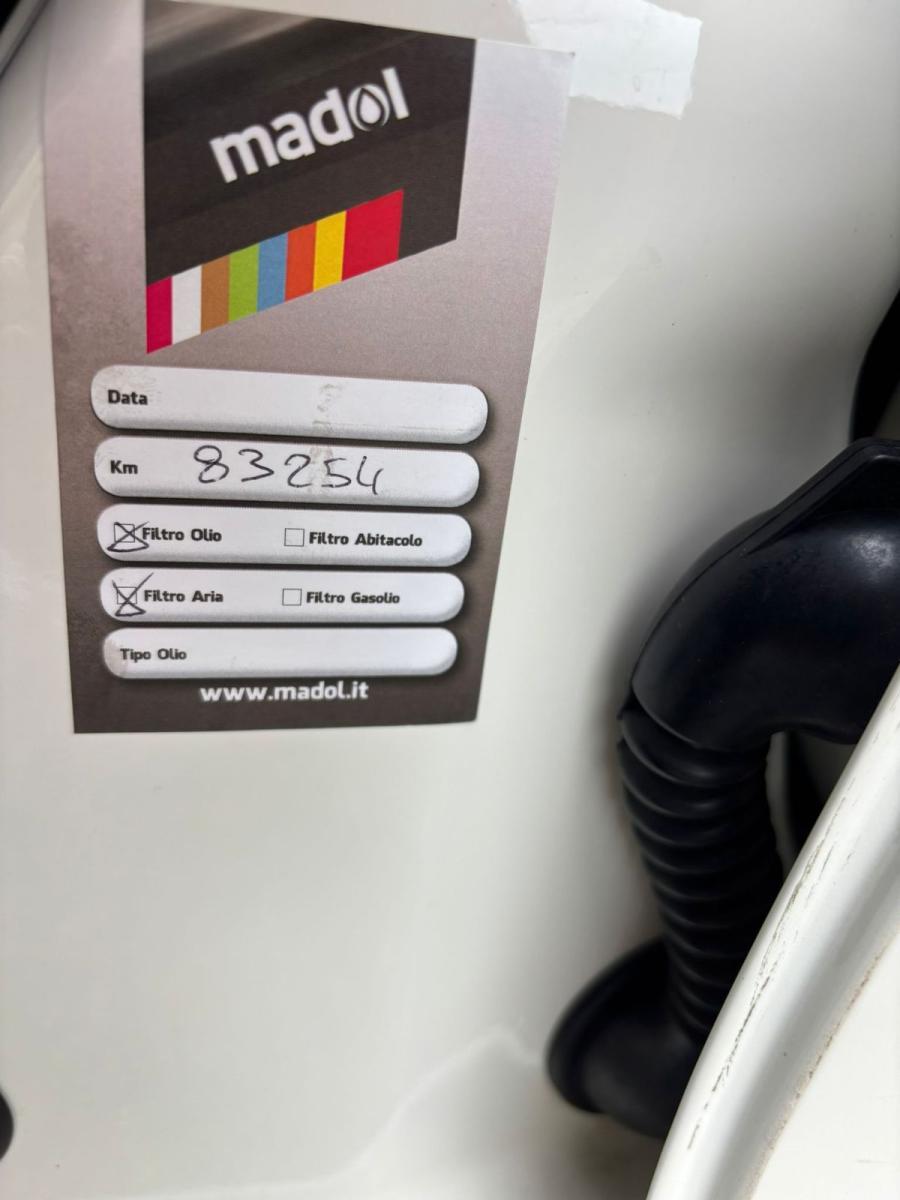 madol
Data
Km 83254
Filtro Olio Filtro Abitacolo
Filtro Aria Filtro Gasolio
Tipo Olio
www.madol.it